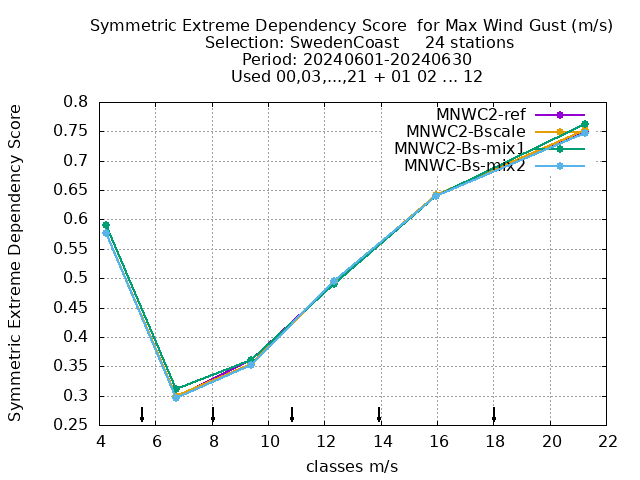 Symmetric Extreme Dependency Score  for Max Wind Gust (m/s)
Selection: SwedenCoast     24 stations
Period: 20240601-20240630
Used 00,03,...,21 + 01 02 ... 12
Symmetric Extreme Dependency Score
0.8
0.75
0.7
0.65
0.6
0.55
0.5
0.45
0.4
0.35
0.3
0.25
MNWC2-ref
MNWC2-Bscale
MNWC2-Bs-mix1
MNWC-Bs-mix2
4 6 8 10 12 14 16 18 20 22
classes m/s